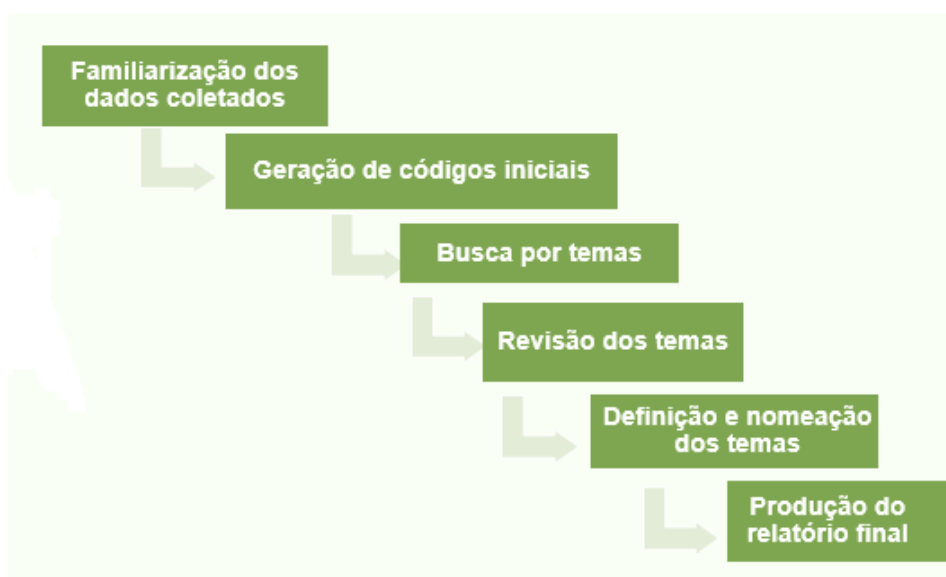 Familiarização dos
dados coletados
Geração de códigos iniciais
Busca por temas
Revisão dos temas
Definição e nomeação
dos temas
Produção do
relatório final